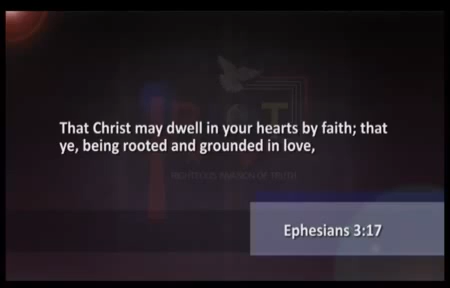 That Christ may dwell in your hearts by faith; that
ye, being rooted and grounded in love,
Ephesians 3:17